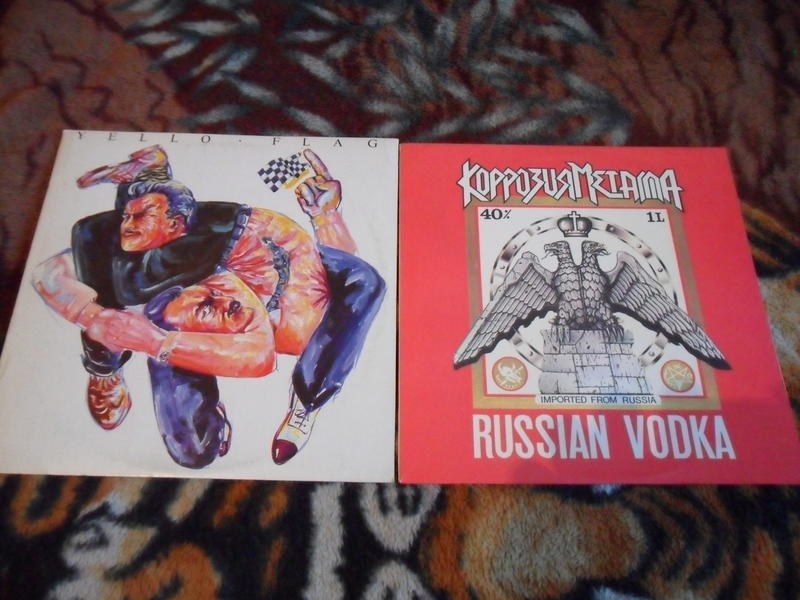 YELLO · FLAG
КОРРОЗИЯ МЕТАЛЛА
40% 1L
IMPORTED FROM RUSSIA
RUSSIAN VODKA